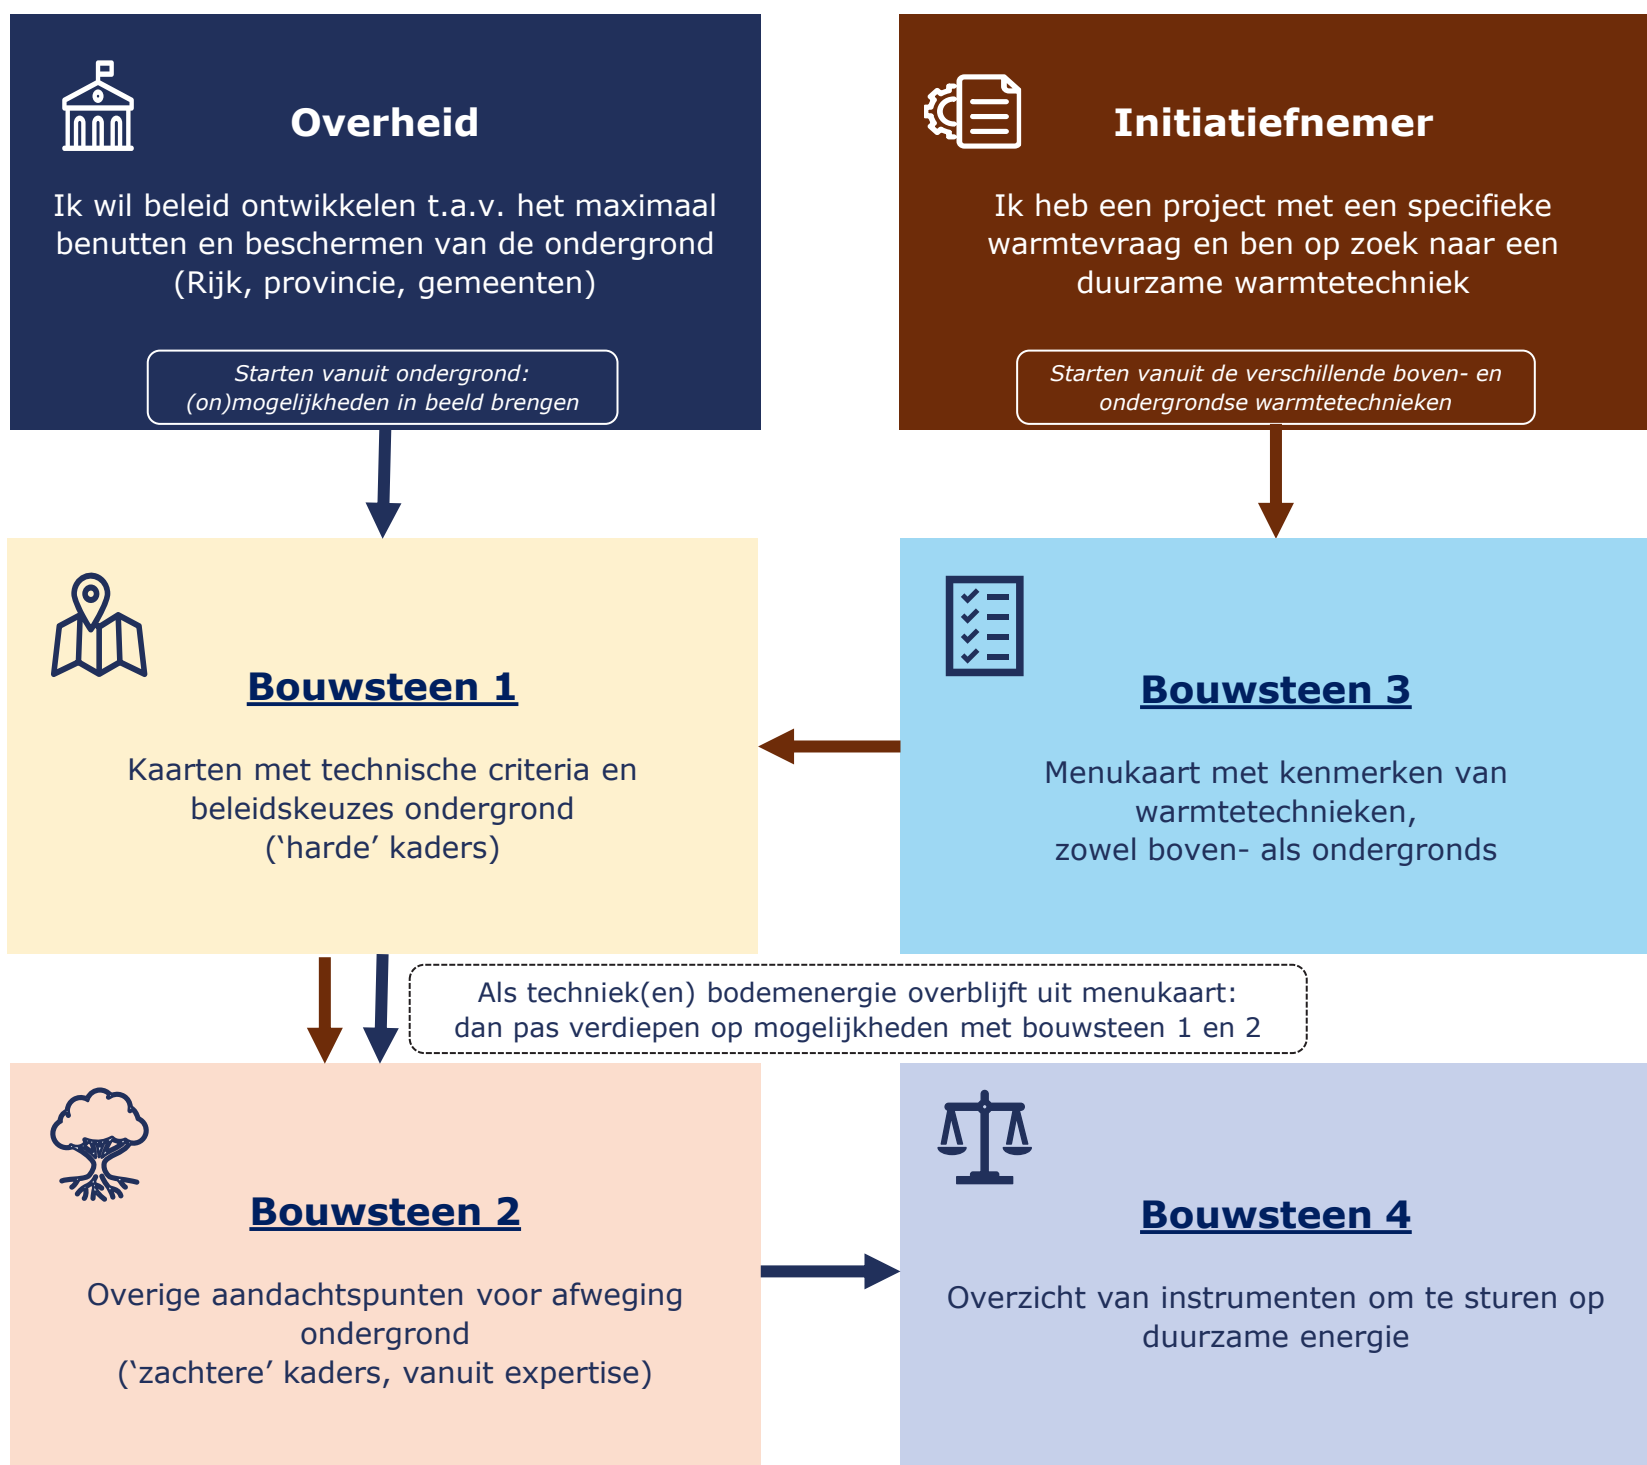 Overheid
Ik wil beleid ontwikkelen t.a.v. het maximaal
benutten en beschermen van de ondergrond
(Rijk, provincie, gemeenten)
Starten vanuit ondergrond:
(on)mogelijkheden in beeld brengen
Initiatiefnemer
Ik heb een project met een specifieke
warmtevraag en ben op zoek naar een
duurzame warmtetechniek
Starten vanuit de verschillende boven- en
ondergrondse warmtetechnieken
Bouwsteen 1
Kaarten met technische criteria en
beleidskeuzes ondergrond
(‘harde’ kaders)
Bouwsteen 3
Menukaart met kenmerken van
warmtetechnieken,
zowel boven- als ondergronds
Als techniek(en) bodemenergie overblijft uit menukaart:
dan pas verdiepen op mogelijkheden met bouwsteen 1 en 2
Bouwsteen 2
Overige aandachtspunten voor afweging
ondergrond
(‘zachtere’ kaders, vanuit expertise)
Bouwsteen 4
Overzicht van instrumenten om te sturen op
duurzame energie